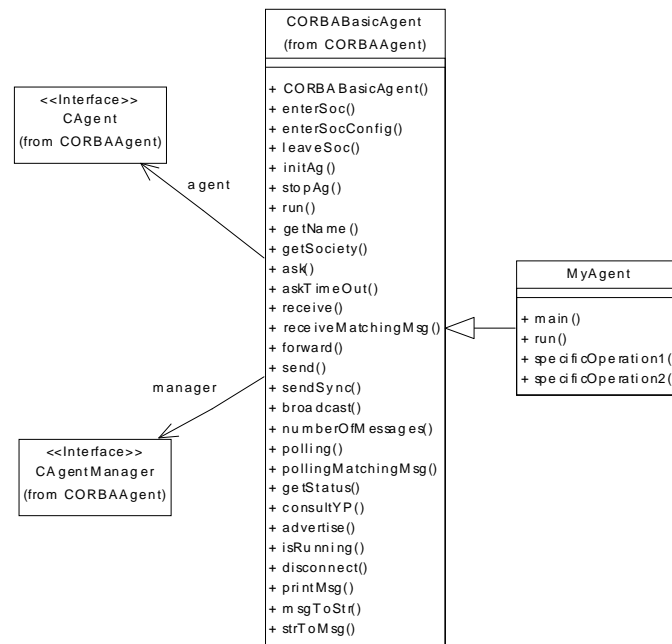 CORBABasicAgent
(from CORBAAgent)
+ CORBABasicAgent()
+ enterSoc()
+ enterSocConfig()
+ leaveSoc()
+ initAg()
+ stopAg()
+ run()
+ getName()
+ getSociety()
+ ask()
+ askTimeOut()
+ receive()
+ receiveMatchingMsg()
+ forward()
+ send()
+ sendSync()
+ broadcast()
+ numberOfMessages()
+ polling()
+ pollingMatchingMsg()
+ getStatus()
+ consultYP()
+ advertise()
+ isRunning()
+ disconnect()
+ printMsg()
+ msgToStr()
+ strToMsg()
<<Interface>>
CAgent
(from CORBAAgent)
agent
manager
<<Interface>>
CAgentManager
(from CORBAAgent)
MyAgent
+ main()
+ run()
+ specificOperation1(
+ specificOperation2(